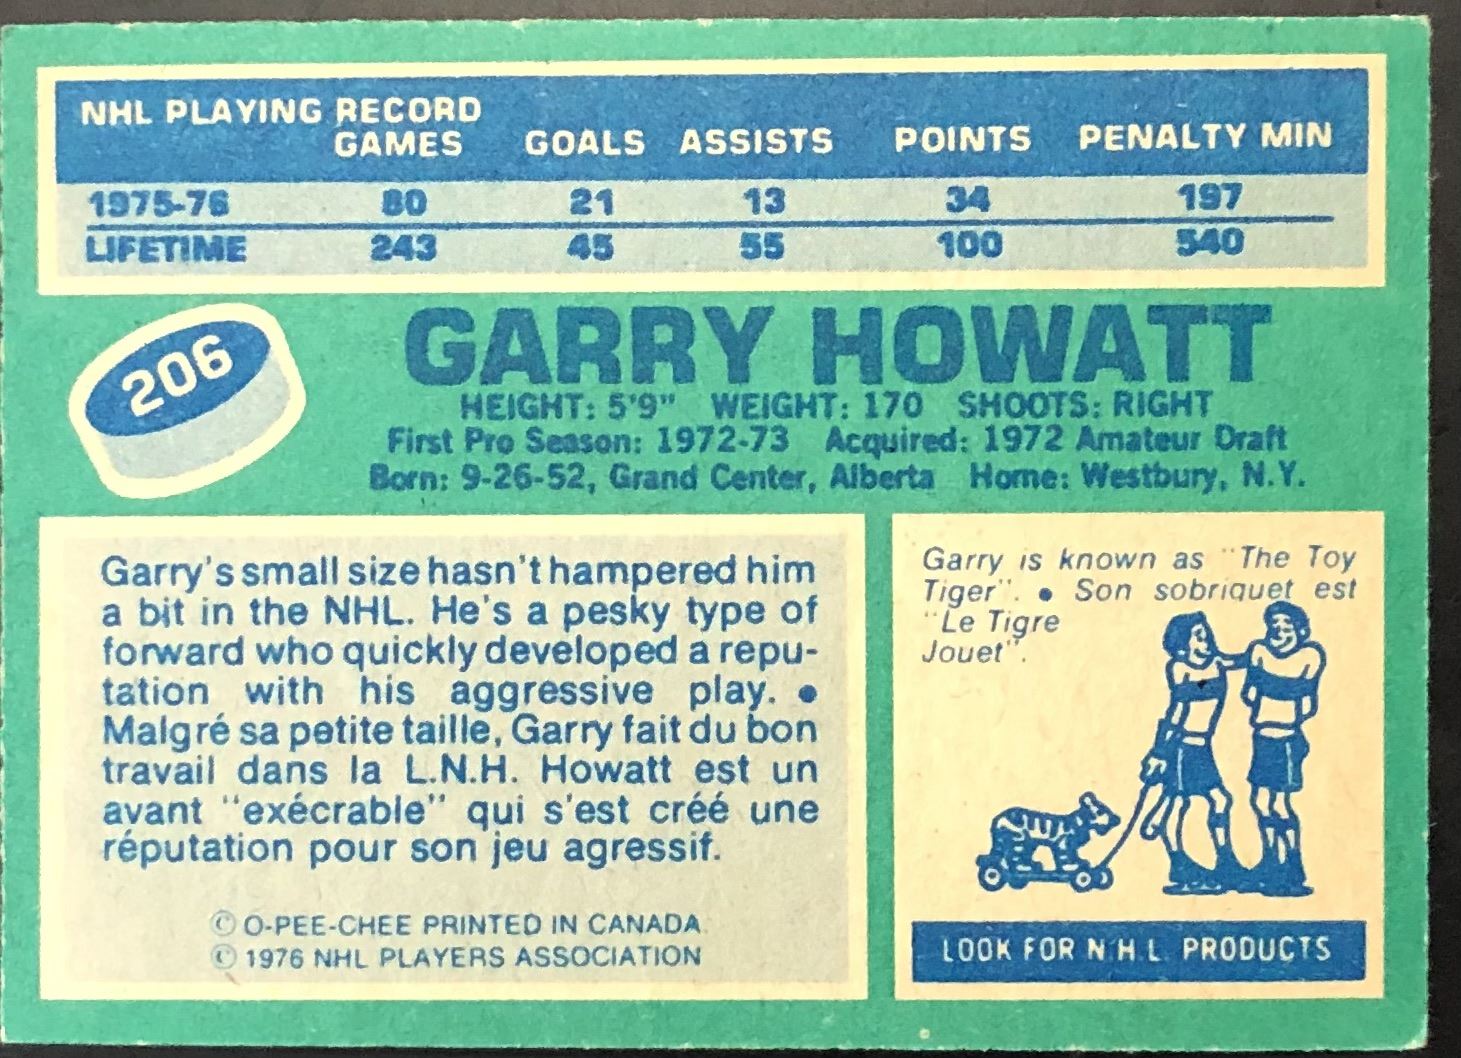 NHL PLAYING RECORD
GAMES GOALS ASSISTS POINTS PENALTY MIN
1975-76 80 21 13 34 197
LIFETIME 243 45 55 100 540
206
GARRY HOWATT
HEIGHT: 5'9" WEIGHT: 170 SHOOTS: RIGHT
First Pro Season: 1972-73 Acquired: 1972 Amateur Draft
Born: 9-26-52, Grand Center, Alberta Home: Westbury, N.Y.
Garry's small size hasn't hampered him
a bit in the NHL. He's a pesky type of
forward who quickly developed a repu-
tation with his aggressive play. •
Malgré sa petite taille, Garry fait du bon
travail dans la L.N.H. Howatt est un
avant "exécrable" qui s'est créé une
réputation pour son jeu agressif.
© O-PEE-CHEE PRINTED IN CANADA
© 1976 NHL PLAYERS ASSOCIATION
Garry is known as "The Toy
Tiger". • Son sobriquet est
"Le Tigre
Jouet".
LOOK FOR N.H.L. PRODUCTS